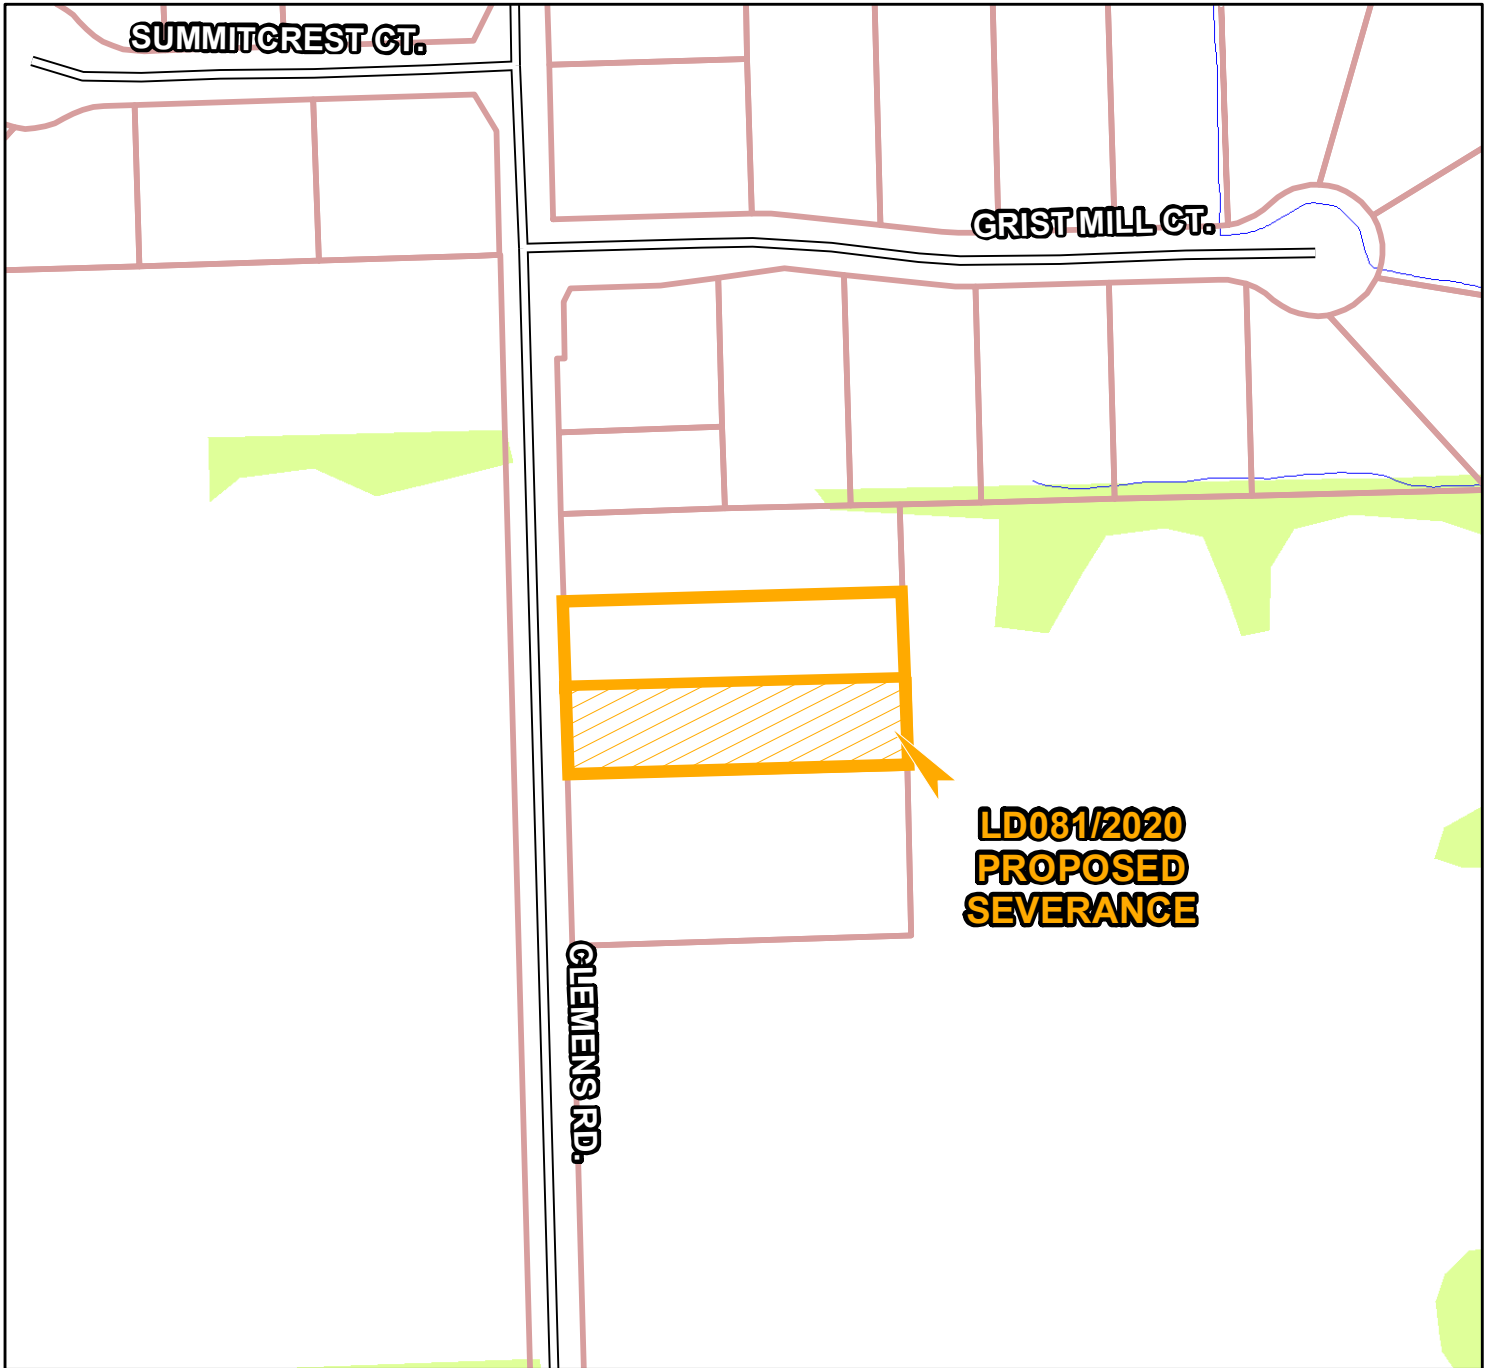 SUMMITCREST CT.
GRIST MILL CT.
LD081/2020
PROPOSED
SEVERANCE
CLEMENS RD.